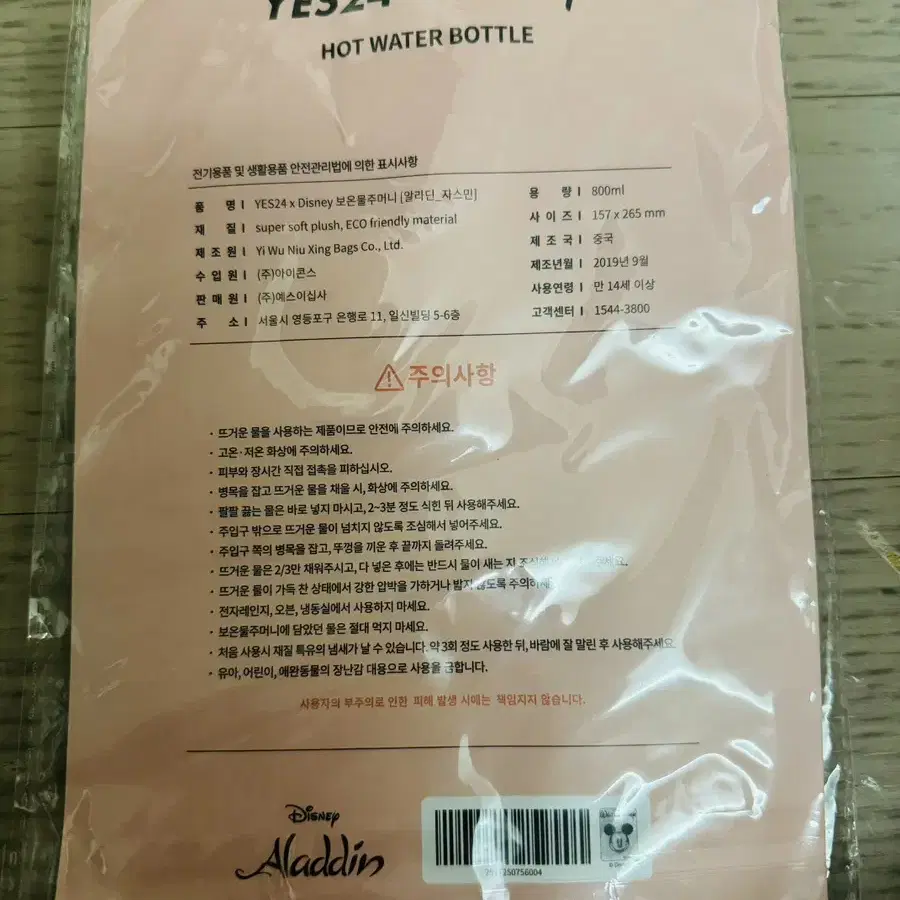 YES24
HOT WATER BOTTLE
전기용품 및 생활용품 안전관리법에 의한 표시사항
품 명 | YES24 x Disney 보온물주머니 [알라딘_쟈스민]
재 질 | super soft plush, ECO friendly material
제 조 원 | Yi Wu Niu Xing Bags Co., Ltd.
수 입 원 | (주)아이콘스
판 매 원 | (주)예스이십사
주 소 | 서울시 영등포구 은행로 11, 일신빌딩 5-6층
용 량 | 800ml
사 이 즈 | 157 x 265 mm
제 조 국 | 중국
제조년월 | 2019년 9월
사용연령 | 만 14세 이상
고객센터 | 1544-3800
주의사항
· 뜨거운 물을 사용하는 제품이므로 안전에 주의하세요.
· 고온·저온 화상에 주의하세요.
· 피부와 장시간 직접 접촉을 피하십시오.
· 병목을 잡고 뜨거운 물을 채울 시, 화상에 주의하세요.
· 팔팔 끓는 물은 바로 넣지 마시고, 2~3분 정도 식힌 뒤 사용해주세요.
· 주입구 밖으로 뜨거운 물이 넘치지 않도록 조심해서 넣어주세요.
· 주입구 쪽의 병목을 잡고, 뚜껑을 끼운 후 끝까지 돌려주세요.
· 뜨거운 물은 2/3만 채워주시고, 다 넣은 후에는 반드시 물이 새는 지
· 뜨거운 물이 가득 찬 상태에서 강한 압박을 가하거나 밟지 않도록 주의하세요.
· 전자레인지, 오븐, 냉동실에서 사용하지 마세요.
· 보온물주머니에 담았던 물은 절대 먹지 마세요.
· 처음 사용시 재질 특유의 냄새가 날 수 있습니다. 약 3회 정도 사용한 뒤, 바람에 잘 말린 후 사용해주세요
· 유아, 어린이, 애완동물의 장난감 대용으로 사용을 금합니다.
사용자의 부주의로 인한 피해 발생 시에는 책임지지 않습니다.
Disney
Aladdin